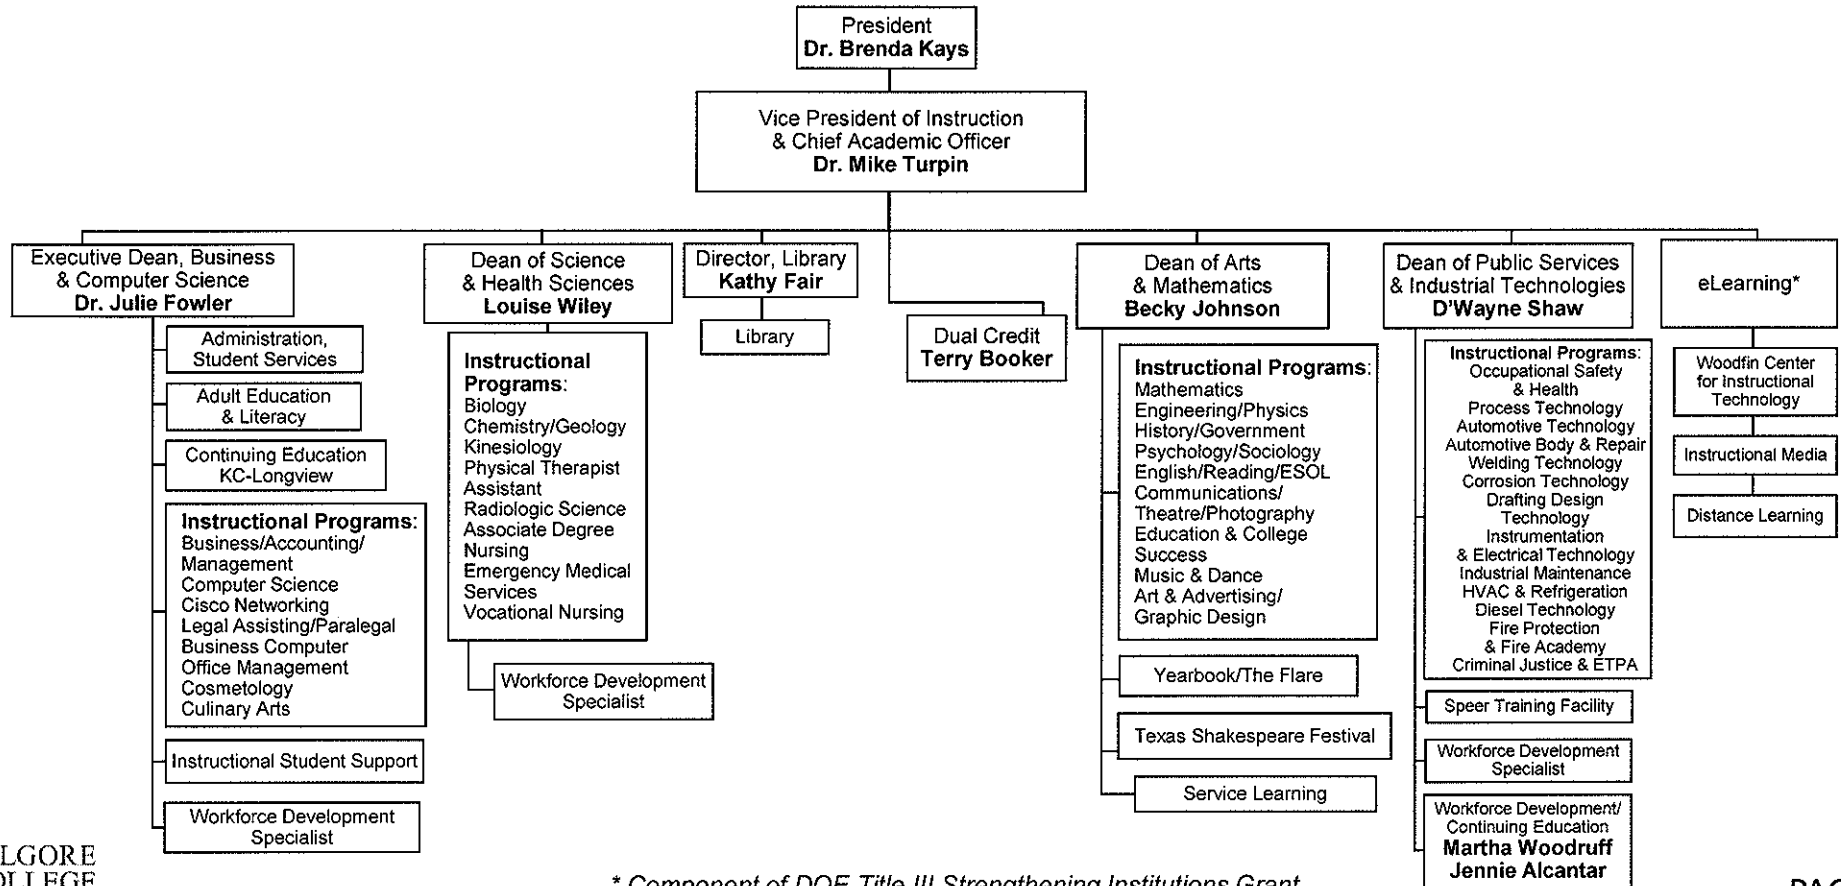 President
Dr. Brenda Kays
Vice President of Instruction
& Chief Academic Officer
Dr. Mike Turpin
Executive Dean, Business
& Computer Science
Dr. Julie Fowler
Administration,
Student Services
Adult Education
& Literacy
Continuing Education
KC-Longview
Instructional Programs:
Business/Accounting/
Management
Computer Science
Cisco Networking
Legal Assisting/Paralegal
Business Computer
Office Management
Cosmetology
Culinary Arts
Instructional Student Support
Workforce Development
Specialist
Dean of Science
& Health Sciences
Louise Wiley
Instructional
Programs:
Biology
Chemistry/Geology
Kinesiology
Physical Therapist
Assistant
Radiologic Science
Associate Degree
Nursing
Emergency Medical
Services
Vocational Nursing
Workforce Development
Specialist
Director, Library
Kathy Fair
Library
Dual Credit
Terry Booker
Dean of Arts
& Mathematics
Becky Johnson
Instructional Programs:
Mathematics
Engineering/Physics
History/Government
Psychology/Sociology
English/Reading/ESOL
Communications/
Theatre/Photography
Education & College
Success
Music & Dance
Art & Advertising/
Graphic Design
Yearbook/The Flare
Texas Shakespeare Festival
Service Learning
Dean of Public Services
& Industrial Technologies
D'Wayne Shaw
Instructional Programs:
Occupational Safety
& Health
Process Technology
Automotive Technology
Automotive Body & Repair
Welding Technology
Corrosion Technology
Drafting Design
Technology
Instrumentation
& Electrical Technology
Industrial Maintenance
HVAC & Refrigeration
Diesel Technology
Fire Protection
& Fire Academy
Criminal Justice & ETPA
Speer Training Facility
Workforce Development
Specialist
Workforce Development/
Continuing Education
Martha Woodruff
Jennie Alcantar
eLearning*
Woodfin Center
for Instructional
Technology
Instructional Media
Distance Learning
LGORE
OLLEGE
* Component of DOE Title III Strengthening Institutions Grant